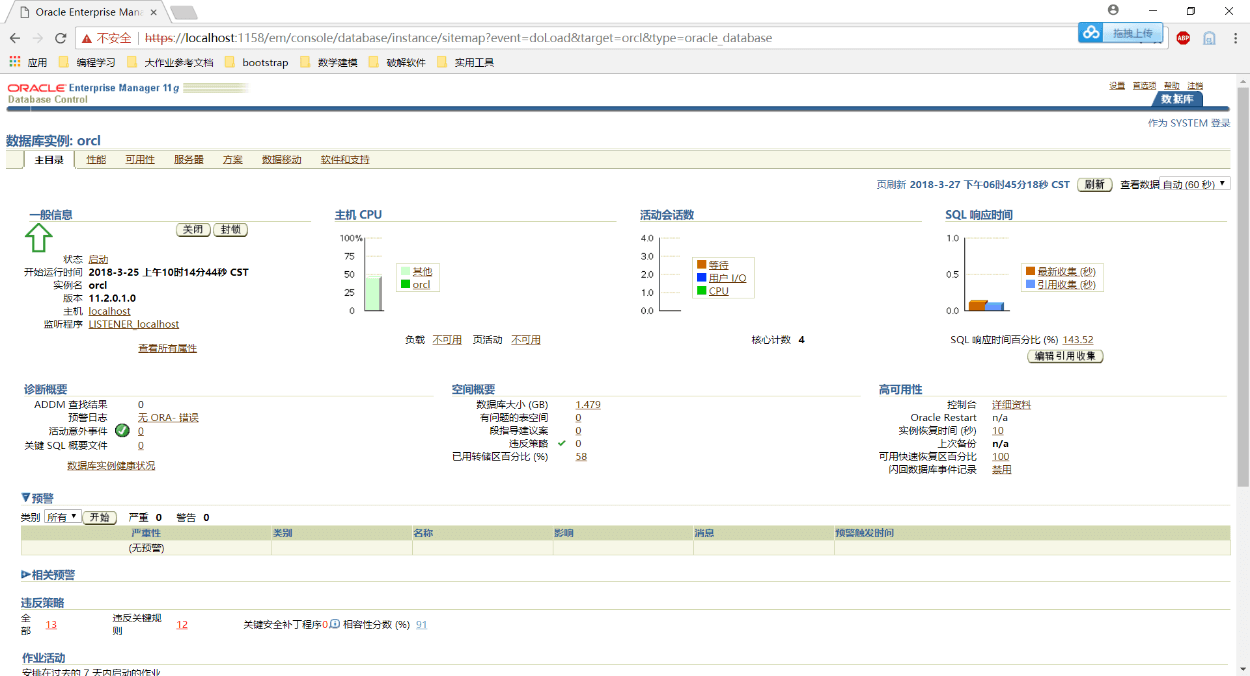 Oracle Enterprise Mana
不安全 https://localhost:1158/em/console/database/instance/sitemap?event=doLoad&target=orcl&type=oracle_database
拖拽上传
ABP
应用 编程学习 大作业参考文档 bootstrap 数学建模 破解软件 实用工具
ORACLE Enterprise Manager 11g
Database Control
设置 首选项 帮助 注销
数据库
作为 SYSTEM 登录
数据库实例: orcl
主目录 性能 可用性 服务器 方案 数据移动 软件和支持
页刷新 2018-3-27 下午06时45分18秒 CST 刷新 查看数据 自动 (60 秒)
一般信息
关闭 封锁
状态 启动
开始运行时间 2018-3-25 上午10时14分44秒 CST
实例名 orcl
版本 11.2.0.1.0
主机 localhost
监听程序 LISTENER_localhost
查看所有属性
主机 CPU
100%
75
50
25
0
其他
orcl
负载 不可用 页活动 不可用
活动会话数
4.0
3.0
2.0
1.0
0.0
等待
用户 I/O
CPU
核心计数 4
SQL 响应时间
1.0
0.5
0.0
最新收集 (秒)
引用收集 (秒)
SQL 响应时间百分比 (%) 143.52
编辑引用收集
诊断概要
ADDM 查找结果 0
预警日志 无 ORA- 错误
活动意外事件 0
关键 SQL 概要文件 0
数据库实例健康状况
空间概要
数据库大小 (GB) 1.479
有问题的表空间 0
段指导建议案 0
违反策略 0
已用转储区百分比 (%) 58
高可用性
控制台 详细资料
Oracle Restart n/a
实例恢复时间 (秒) 10
上次备份 n/a
可用快速恢复区百分比 100
闪回数据库事件记录 禁用
预警
类别 所有 开始 严重 0 警告 0
严重性 类别 名称 影响 消息 预警触发时间
(无预警)
相关预警
违反策略
全部 13 违反关键规则 12 关键安全补丁程序0 相容性分数 (%) 91
作业活动
安排在过去的 7 天内启动的作业